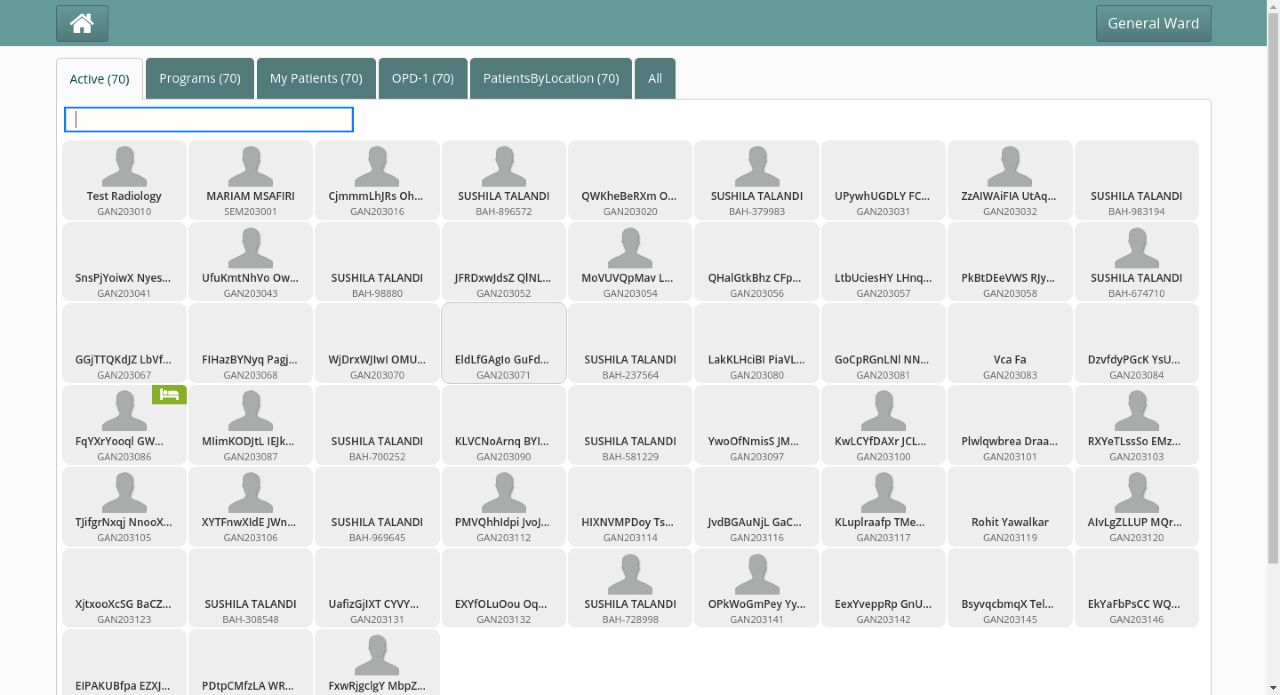 General Ward
Active (70)
Programs (70)
My Patients (70)
OPD-1 (70)
PatientsByLocation (70)
All
Test Radiology
GAN203010
MARIAM MSAFIRI
SEM203001
CjmmmLhJRs Oh...
GAN203016
SUSHILA TALANDI
BAH-896572
QWKheBeRXm O...
GAN203020
SUSHILA TALANDI
BAH-379983
UPywhUGDLY FC...
GAN203031
ZzAIWAiFIA UtAq...
GAN203032
SUSHILA TALANDI
BAH-983194
SnsPjYoiwX Nyes...
GAN203041
UfuKmtNhVo Ow...
GAN203043
SUSHILA TALANDI
BAH-98880
JFRDxwJdsZ QlNL...
GAN203052
MoVUVQpMav L...
GAN203054
QHalGtkBhz CFp...
GAN203056
LtbUciesHY LHnq...
GAN203057
PkBtDEeVWS RJy...
GAN203058
SUSHILA TALANDI
BAH-674710
GGjTTQKdJZ LbVf...
GAN203067
FIHazBYNyq Pagj...
GAN203068
WjDrxWJIwI OMU...
GAN203070
EldLfGAgIo GuFd...
GAN203071
SUSHILA TALANDI
BAH-237564
LakKLHciBI PiaVL...
GAN203080
GoCpRGnLNl NN...
GAN203081
Vca Fa
GAN203083
DzvfdyPGcK YsU...
GAN203084
FqYXrYooql GW...
GAN203086
MIimKODJtL IEJk...
GAN203087
SUSHILA TALANDI
BAH-700252
KLVCNoArnq BYI...
GAN203090
SUSHILA TALANDI
BAH-581229
YwoOfNmisS JM...
GAN203097
KwLCYfDAXr JCL...
GAN203100
Plwlqwbrea Draa...
GAN203101
RXYeTLssSo EMz...
GAN203103
TJifgrNxqj NnooX...
GAN203105
XYTFnwXIdE JWn...
GAN203106
SUSHILA TALANDI
BAH-969645
PMVQhhIdpi JvoJ...
GAN203112
HIXNVMPDoy Ts...
GAN203114
JvdBGAuNjL GaC...
GAN203116
KLuplraafp TMe...
GAN203117
Rohit Yawalkar
GAN203119
AIvLgZLLUP MQr...
GAN203120
XjtxooXcSG BaCZ...
GAN203123
SUSHILA TALANDI
BAH-308548
UafizGjIXT CYVY...
GAN203131
EXYfOLuOou Oq...
GAN203132
SUSHILA TALANDI
BAH-728998
OPkWoGmPey Yy...
GAN203141
EexYveppRp GnU...
GAN203142
BsyvqcbmqX Tel...
GAN203145
EkYaFbPsCC WQ...
GAN203146
EIPAKUBfpa EZXJ...
PDtpCMfzLA WR...
FxwRjgclgY MbpZ...